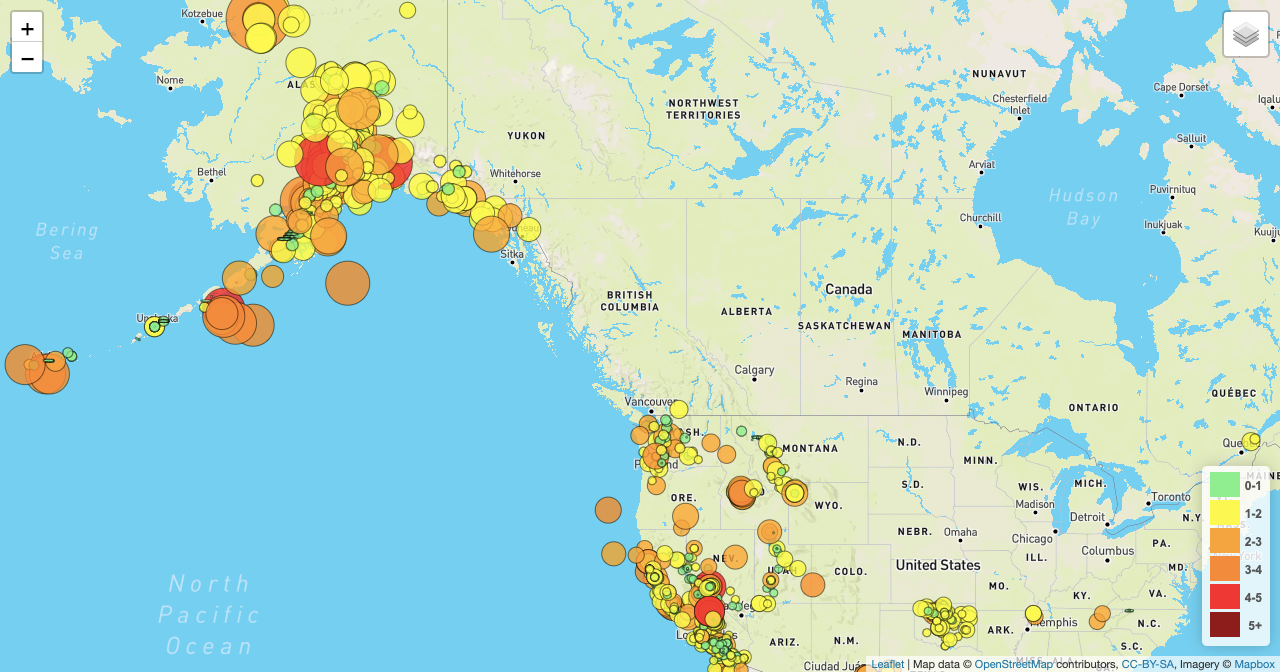 +
−
Kotzebue
NUNAVUT
Nome
Cape Dorset
NORTHWEST
TERRITORIES
Chesterfield
Inlet
YUKON
Salluit
Bethel
Whitehorse
Arviat
Puvirnituq
Hudson
Bay
Churchill
Inukjuak
Bering
Sea
Sitka
BRITISH
COLUMBIA
Canada
ALBERTA
SASKATCHEWAN
MANITOBA
Calgary
Regina
Winnipeg
QUÉBEC
Vancouver
ONTARIO
MONTANA
N.D.
MINN.
S.D.
WIS.
MICH.
ORE.
WYO.
Madison
Toronto
Detroit
N.Y.
NEBR.
Omaha
Chicago
Columbus
PA.
ILL.
NEV.
UTAH
COLO.
United States
MD.
MO.
KY.
VA.
North
Pacific
Ocean
Memphis
N.C.
ARIZ.
N.M.
ARK.
S.C.
0-1
1-2
2-3
3-4
4-5
5+
Leaflet | Map data © OpenStreetMap contributors, CC-BY-SA, Imagery © Mapbox